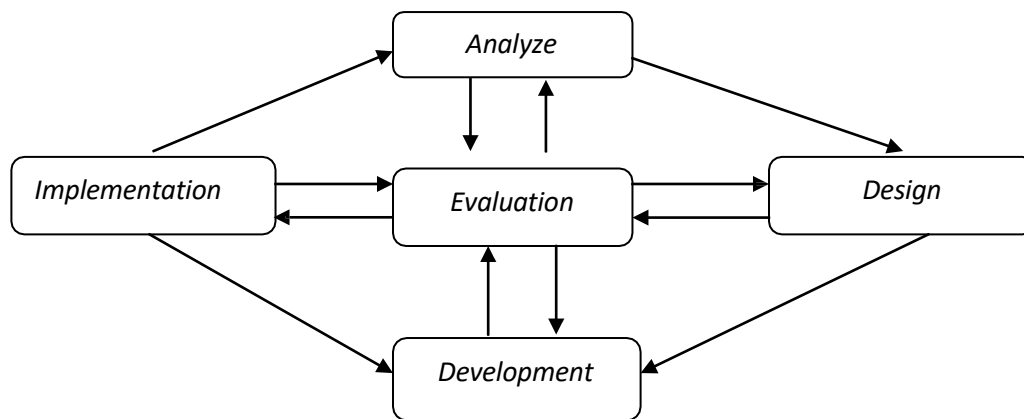 Analyze
Implementation
Evaluation
Design
Development